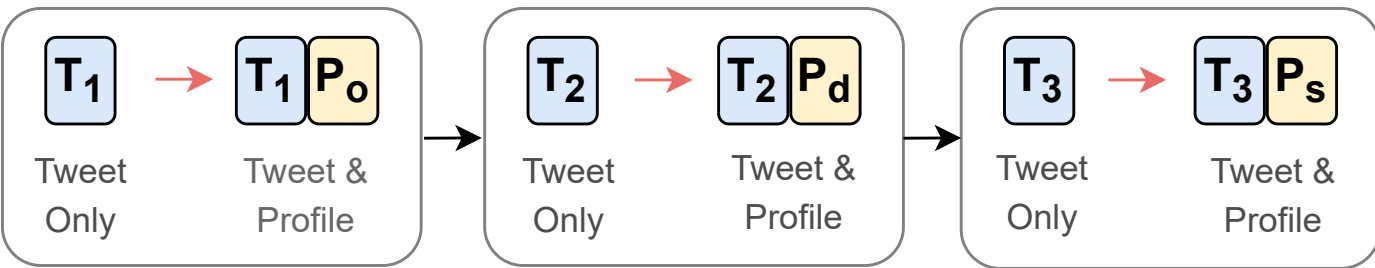 T1 T1 Po T2 T2 Pd T3 T3 Ps
Tweet Tweet & Tweet Tweet & Tweet Tweet &
Only Profile Only Profile Only Profile